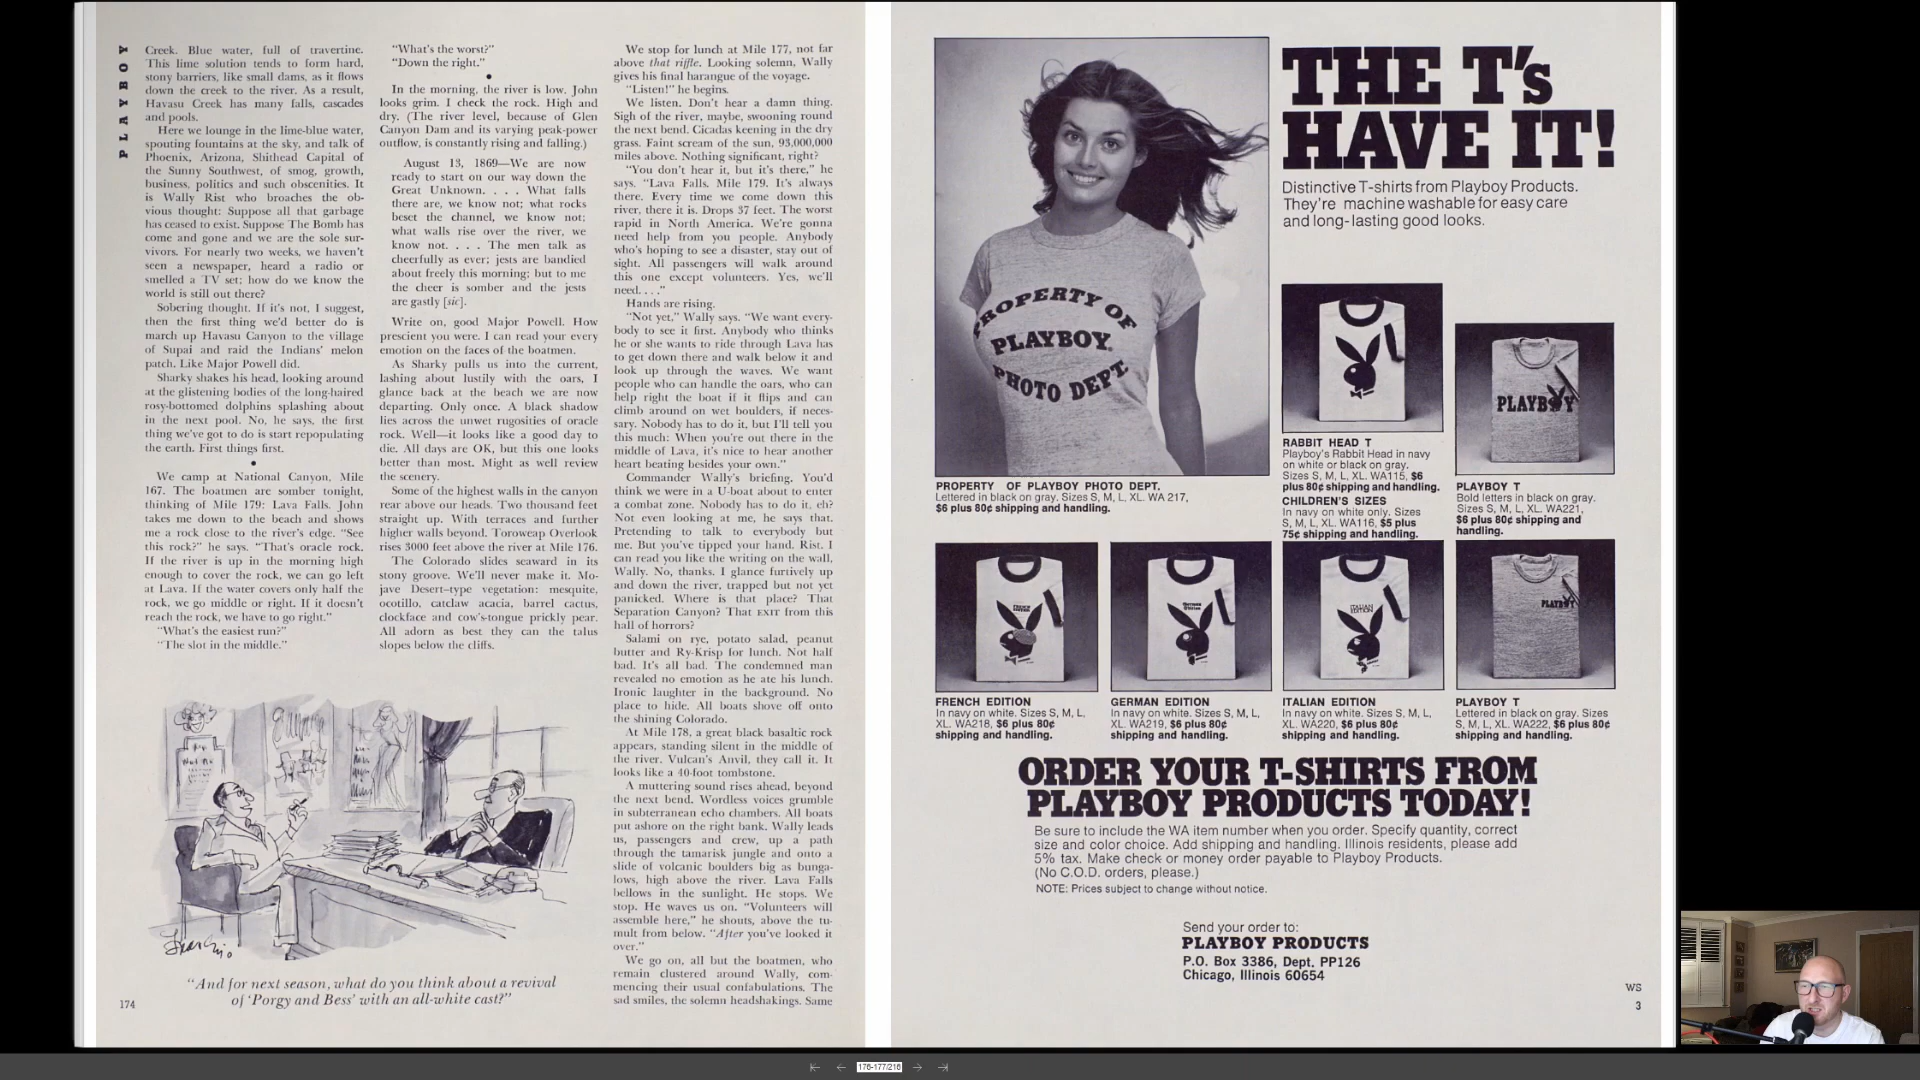 PLAYBOY
Creek. Blue water, full of travertine.
This lime solution tends to form hard,
stony barriers, like small dams, as it flows
down the creek to the river. As a result,
Havasu Creek has many falls, cascades
and pools.
Here we lounge in the lime-blue water,
spouting fountains at the sky, and talk of
Phoenix, Arizona, Shithead Capital of
the Sunny Southwest, of smog, growth,
business, politics and such obscenities. It
is Wally Rist who broaches the ob-
vious thought: Suppose all that garbage
has ceased to exist. Suppose The Bomb has
come and gone and we are the sole sur-
vivors. For nearly two weeks, we haven't
seen a newspaper, heard a radio or
smelled a TV set; how do we know the
world is still out there?
Sobering thought. If it's not, I suggest,
then the first thing we'd better do is
march up Havasu Canyon to the village
of Supai and raid the Indians' melon
patch. Like Major Powell did.
Sharky shakes his head, looking around
at the glistening bodies of the long-haired
rosy-bottomed dolphins splashing about
in the next pool. No, he says, the first
thing we've got to do is start repopulating
the earth. First things first.
•
We camp at National Canyon, Mile
167. The boatmen are somber tonight,
thinking of Mile 179: Lava Falls. John
takes me down to the beach and shows
me a rock close to the river's edge. "See
this rock?" he says. "That's oracle rock.
If the river is up in the morning high
enough to cover the rock, we can go left
at Lava. If the water covers only half the
rock, we go middle or right. If it doesn't
reach the rock, we have to go right."
"What's the easiest run?"
"The slot in the middle."
"What's the worst?"
"Down the right."
•
In the morning, the river is low. John
looks grim. I check the rock. High and
dry. (The river level, because of Glen
Canyon Dam and its varying peak-power
outflow, is constantly rising and falling.)
August 13, 1869—We are now
ready to start on our way down the
Great Unknown. . . . What falls
there are, we know not; what rocks
beset the channel, we know not;
what walls rise over the river, we
know not. . . . The men talk as
cheerfully as ever; jests are bandied
about freely this morning; but to me
the cheer is somber and the jests
are gastly [sic].
Write on, good Major Powell. How
prescient you were. I can read your every
emotion on the faces of the boatmen.
As Sharky pulls us into the current,
lashing about lustily with the oars, I
glance back at the beach we are now
departing. Only once. A black shadow
lies across the unwet rugosities of oracle
rock. Well—it looks like a good day to
die. All days are OK, but this one looks
better than most. Might as well review
the scenery.
Some of the highest walls in the canyon
rear above our heads. Two thousand feet
straight up. With terraces and further
higher walls beyond. Toroweap Overlook
rises 3000 feet above the river at Mile 176.
The Colorado slides seaward in its
stony groove. We'll never make it. Mo-
jave Desert-type vegetation: mesquite,
ocotillo, catclaw acacia, barrel cactus,
clockface and cow's-tongue prickly pear.
All adorn as best they can the talus
slopes below the cliffs.
We stop for lunch at Mile 177, not far
above that riffle. Looking solemn, Wally
gives his final harangue of the voyage.
"Listen!" he begins.
We listen. Don't hear a damn thing.
Sigh of the river, maybe, swooning round
the next bend. Cicadas keening in the dry
grass. Faint scream of the sun, 93,000,000
miles above. Nothing significant, right?
"You don't hear it, but it's there," he
says. "Lava Falls. Mile 179. It's always
there. Every time we come down this
river, there it is. Drops 37 feet. The worst
rapid in North America. We're gonna
need help from you people. Anybody
who's hoping to see a disaster, stay out of
sight. All passengers will walk around
this one except volunteers. Yes, we'll
need. . . ."
Hands are rising.
"Not yet," Wally says. "We want every-
body to see it first. Anybody who thinks
he or she wants to ride through Lava has
to get down there and walk below it and
look up through the waves. We want
people who can handle the oars, who can
help right the boat if it flips and can
climb around on wet boulders, if neces-
sary. Nobody has to do it, but I'll tell you
this much: When you're out there in the
middle of Lava, it's nice to hear another
heart beating besides your own."
Commander Wally's briefing. You'd
think we were in a U-boat about to enter
a combat zone. Nobody has to do it, eh?
Not even looking at me, he says that.
Pretending to talk to everybody but
me. But you've tipped your hand, Rist. I
can read you like the writing on the wall,
Wally. No, thanks. I glance furtively up
and down the river, trapped but not yet
panicked. Where is that place? That
Separation Canyon? That EXIT from this
hall of horrors?
Salami on rye, potato salad, peanut
butter and Ry-Krisp for lunch. Not half
bad. It's all bad. The condemned man
revealed no emotion as he ate his lunch.
Ironic laughter in the background. No
place to hide. All boats shove off onto
the shining Colorado.
At Mile 178, a great black basaltic rock
appears, standing silent in the middle of
the river. Vulcan's Anvil, they call it. It
looks like a 40-foot tombstone.
A muttering sound rises ahead, beyond
the next bend. Wordless voices grumble
in subterranean echo chambers. All boats
put ashore on the right bank. Wally leads
us, passengers and crew, up a path
through the tamarisk jungle and onto a
slide of volcanic boulders big as bunga-
lows, high above the river. Lava Falls
bellows in the sunlight. He stops. We
stop. He waves us on. "Volunteers will
assemble here," he shouts, above the tu-
mult from below. "After you've looked it
over."
We go on, all but the boatmen, who
remain clustered around Wally, com-
mencing their usual confabulations. The
sad smiles, the solemn headshakings. Same
"And for next season, what do you think about a revival
of 'Porgy and Bess' with an all-white cast?"
174
THE T's
HAVE IT!
Distinctive T-shirts from Playboy Products.
They're machine washable for easy care
and long-lasting good looks.
PROPERTY OF
PLAYBOY
PHOTO DEPT.
PROPERTY OF PLAYBOY PHOTO DEPT.
Lettered in black on gray. Sizes S, M, L, XL. WA 217,
$6 plus 80¢ shipping and handling.
RABBIT HEAD T
Playboy's Rabbit Head in navy
on white or black on gray.
Sizes S, M, L, XL. WA115, $6
plus 80¢ shipping and handling.
CHILDREN'S SIZES
In navy on white only. Sizes
S, M, L, XL. WA116, $5 plus
75¢ shipping and handling.
PLAYBOY
PLAYBOY T
Bold letters in black on gray.
Sizes S, M, L, XL. WA221,
$6 plus 80¢ shipping and
handling.
FRENCH EDITION
In navy on white. Sizes S, M, L,
XL. WA218, $6 plus 80¢
shipping and handling.
GERMAN EDITION
In navy on white. Sizes S, M, L,
XL. WA219, $6 plus 80¢
shipping and handling.
ITALIAN
EDITION
ITALIAN EDITION
In navy on white. Sizes S, M, L,
XL. WA220, $6 plus 80¢
shipping and handling.
PLAYBOY
PLAYBOY T
Lettered in black on gray. Sizes
S, M, L, XL. WA222, $6 plus 80¢
shipping and handling.
ORDER YOUR T-SHIRTS FROM
PLAYBOY PRODUCTS TODAY!
Be sure to include the WA item number when you order. Specify quantity, correct
size and color choice. Add shipping and handling. Illinois residents, please add
5% tax. Make check or money order payable to Playboy Products.
(No C.O.D. orders, please.)
NOTE: Prices subject to change without notice.
Send your order to:
PLAYBOY PRODUCTS
P.O. Box 3386, Dept. PP126
Chicago, Illinois 60654
WS
3
176-177/216